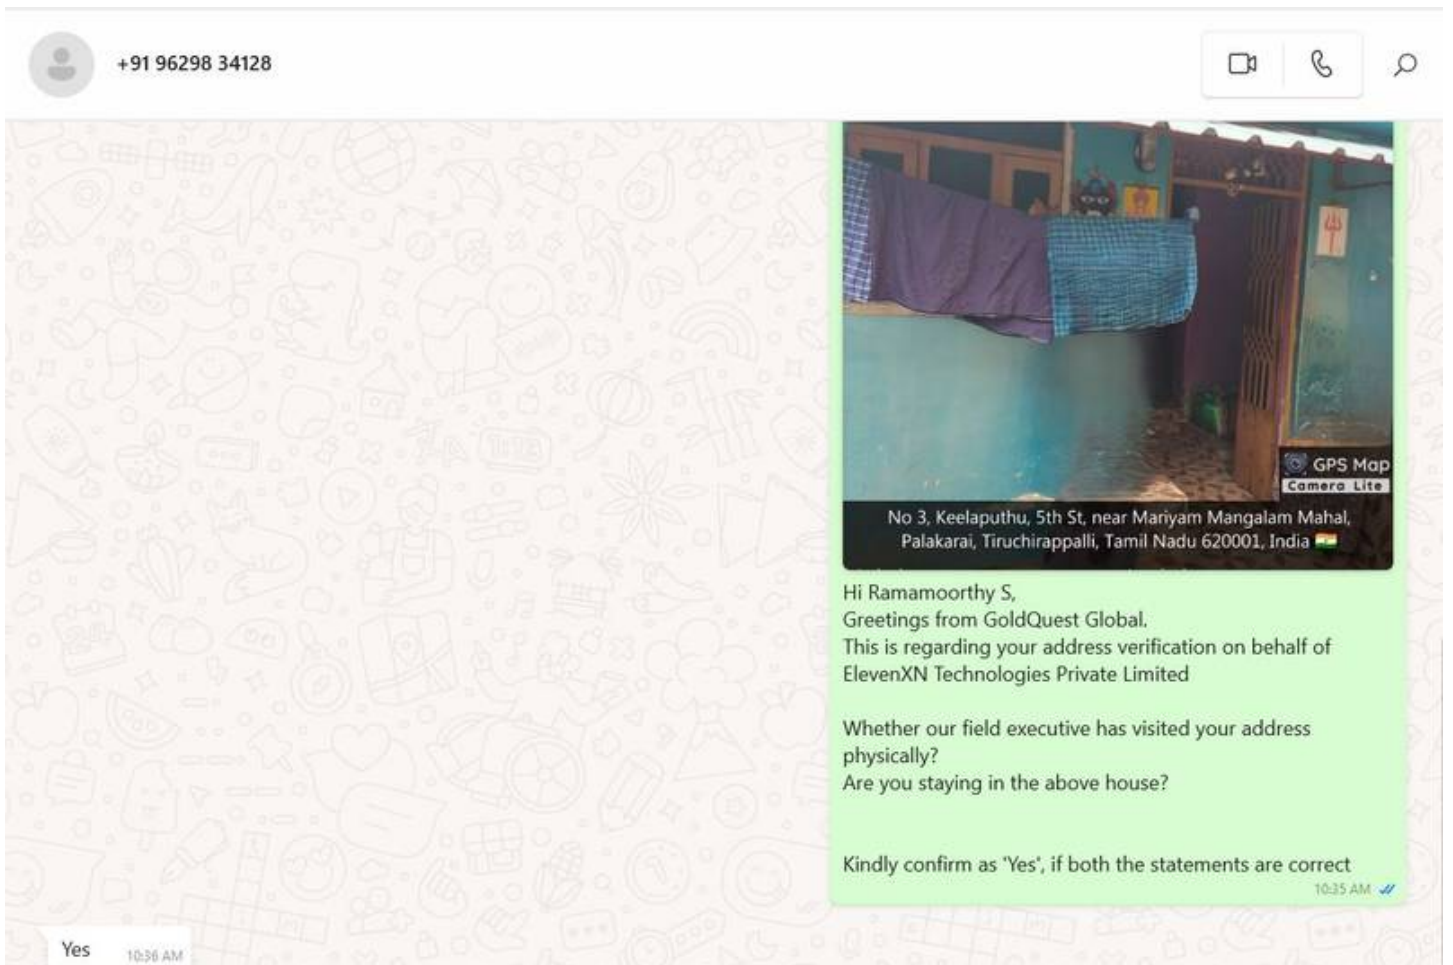 +91 96298 34128
GPS Map
Camera Lite
No 3, Keelaputhu, 5th St, near Mariyam Mangalam Mahal,
Palakarai, Tiruchirappalli, Tamil Nadu 620001, India
Hi Ramamoorthy S,
Greetings from GoldQuest Global.
This is regarding your address verification on behalf of
ElevenXN Technologies Private Limited
Whether our field executive has visited your address
physically?
Are you staying in the above house?
Kindly confirm as 'Yes', if both the statements are correct
10:35 AM
Yes
10:36 AM